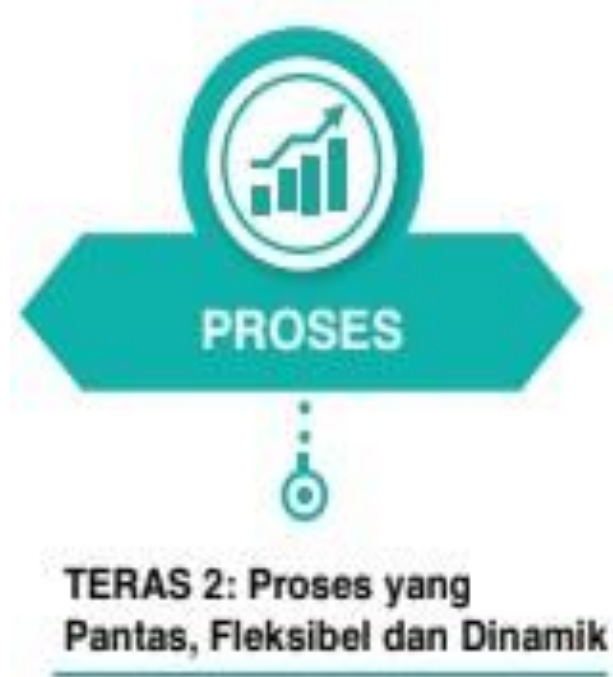 PROSES
TERAS 2: Proses yang
Pantas, Fleksibel dan Dinamik